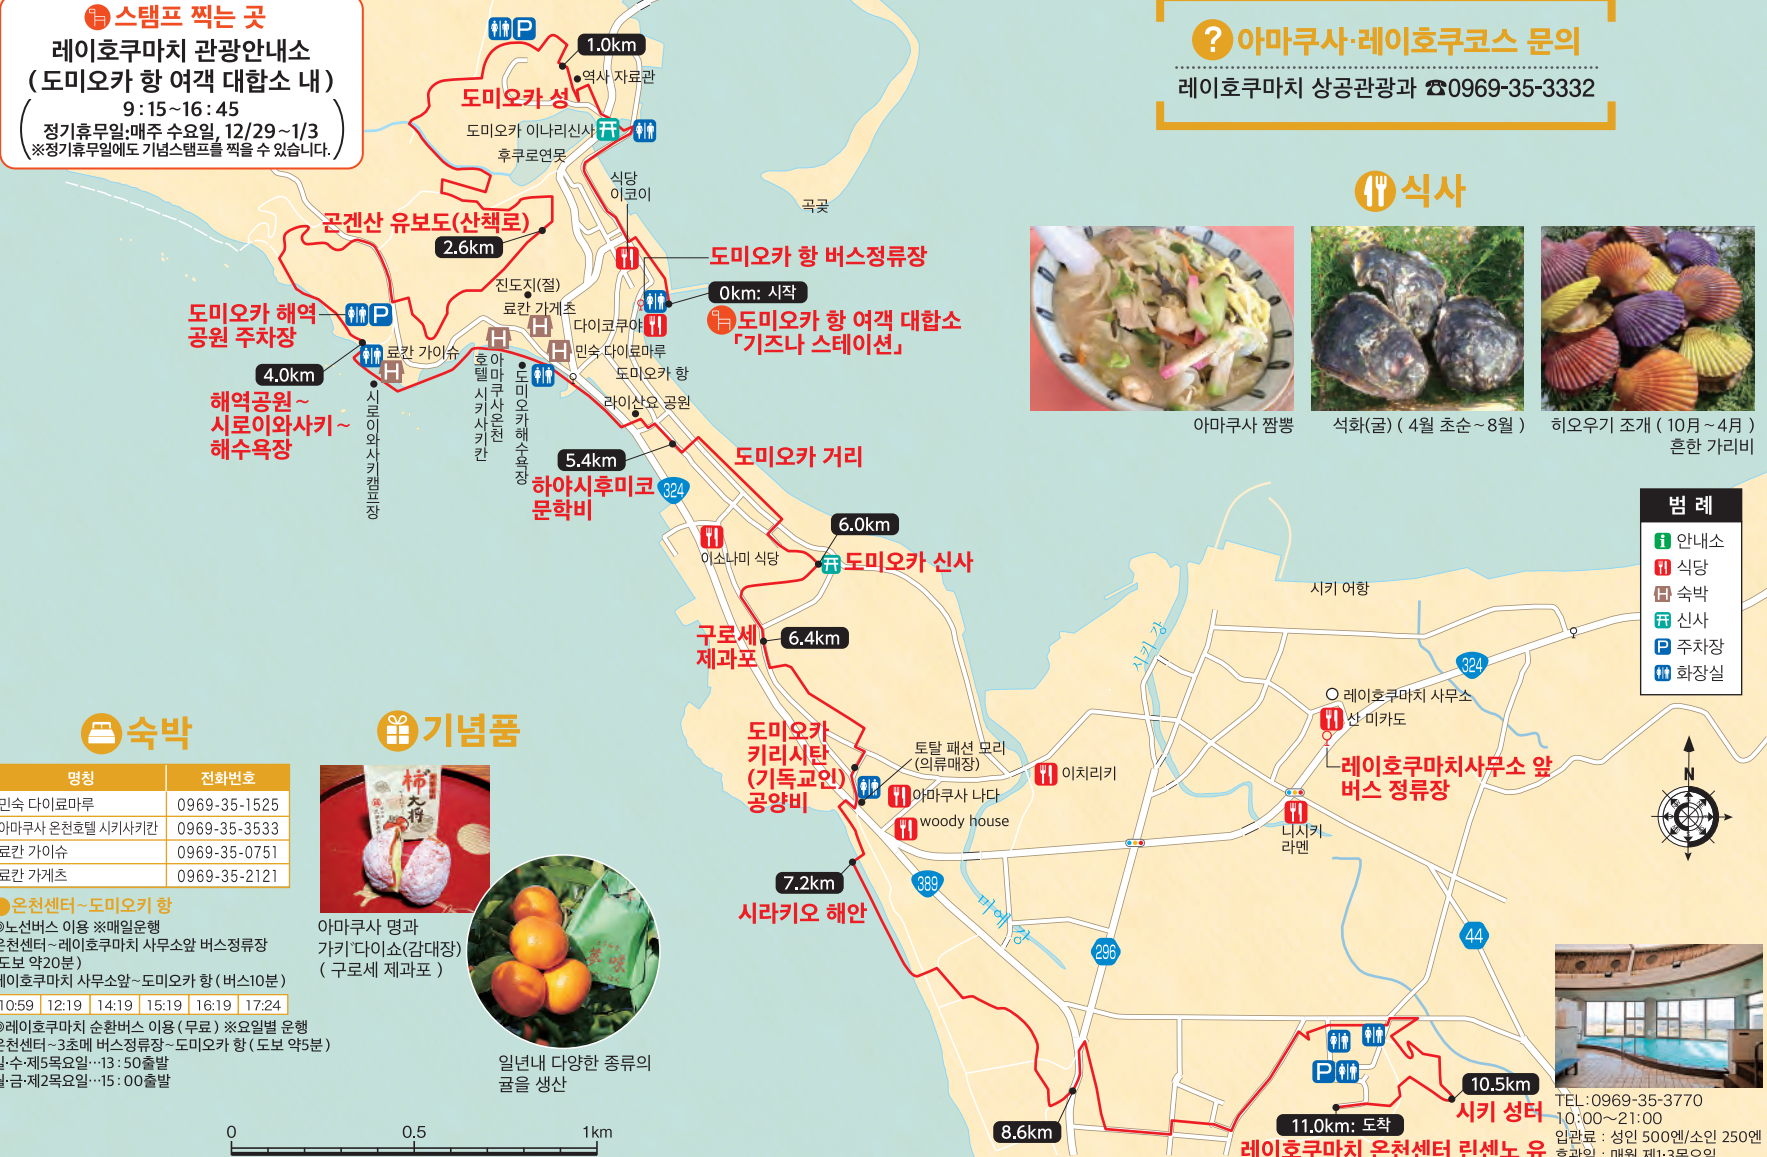 스탬프 찍는 곳
레이호쿠마치 관광안내소
(도미오카 항 여객 대합소 내)
9:15~16:45
정기휴무일:매주 수요일, 12/29~1/3
※정기휴무일에도 기념스탬프를 찍을 수 있습니다.
? 아마쿠사·레이호쿠코스 문의
레이호쿠마치 상공관광과 ☎0969-35-3332
P
1.0km
역사 자료관
도미오카 성
도미오카 이나리신사
후쿠로연못
식당
이코이
곡곶
곤겐산 유보도(산책로)
2.6km
도미오카 항 버스정류장
0km: 시작
도미오카 항 여객 대합소
「기즈나 스테이션」
진도지(절)
료칸 가게츠
다이코쿠야
민숙 다이료마루
도미오카 항
라이산요 공원
도미오카 해역
공원 주차장
P
료칸 가이슈
4.0km
해역공원~
시로이와사키~
해수욕장
시로이와사키캠프장
아마쿠사온천
호텔 시키사키칸
도미오카해수욕장
5.4km
하야시후미코
문학비
324
도미오카 거리
6.0km
도미오카 신사
이소나미 식당
구로세
제과포
6.4km
도미오카
키리시탄
(기독교인)
공양비
토탈 패션 모리
(의류매장)
아마쿠사 나다
woody house
이치리키
7.2km
시라키오 해안
389
마에 강
296
44
시키 강
시키 어항
324
레이호쿠마치 사무소
산 미카도
레이호쿠마치사무소 앞
버스 정류장
니시키
라멘
N
8.6km
P
10.5km
시키 성터
11.0km: 도착
레이호쿠마치 온천센터 린센노 유
식사
아마쿠사 짬뽕
석화(굴) ( 4월 초순~8월 )
히오우기 조개 ( 10月~4月 )
흔한 가리비
범 례
i 안내소
식당
H 숙박
신사
P 주차장
화장실
숙박
명칭 전화번호
민숙 다이료마루 0969-35-1525
아마쿠사 온천호텔 시키사키칸 0969-35-3533
료칸 가이슈 0969-35-0751
료칸 가게츠 0969-35-2121
온천센터~도미오키 항
◎노선버스 이용 ※매일운행
온천센터~레이호쿠마치 사무소앞 버스정류장
(도보 약20분)
레이호쿠마치 사무소앞~도미오카 항 (버스10분)
10:59 12:19 14:19 15:19 16:19 17:24
◎레이호쿠마치 순환버스 이용 (무료) ※요일별 운행
온천센터~3초메 버스정류장~도미오카 항 (도보 약5분)
수·제5목요일…13:50출발
금·제2목요일…15:00출발
기념품
柿大将
아마쿠사 명과
가키 다이쇼(감대장)
( 구로세 제과포 )
일년내 다양한 종류의
귤을 생산
0 0.5 1km
TEL:0969-35-3770
10:00~21:00
입관료 : 성인 500엔/소인 250엔
휴관일 : 매월 제1·3목요일